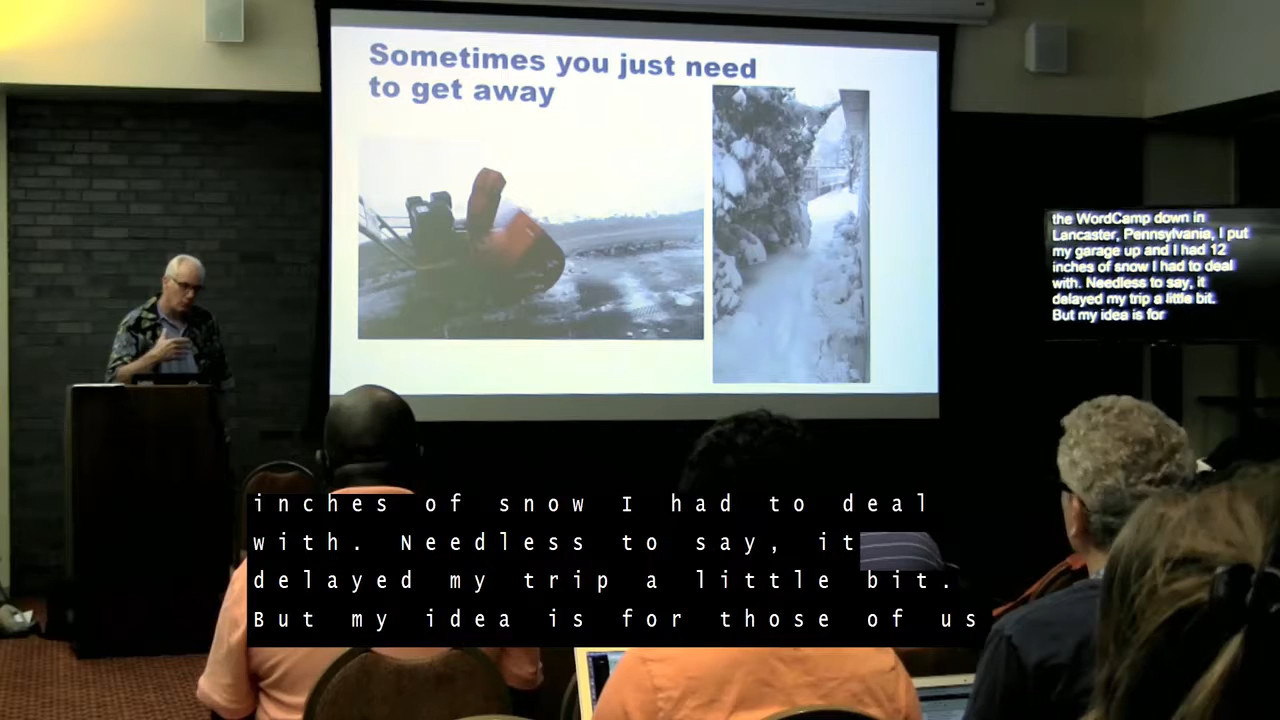 Sometimes you just need
to get away
the WordCamp down in
Lancaster, Pennsylvania, I put
my garage up and I had 12
inches of snow I had to deal
with. Needless to say, it
delayed my trip a little bit.
But my idea is for
inches of snow I had to deal
with. Needless to say, it
delayed my trip a little bit.
But my idea is for those of us